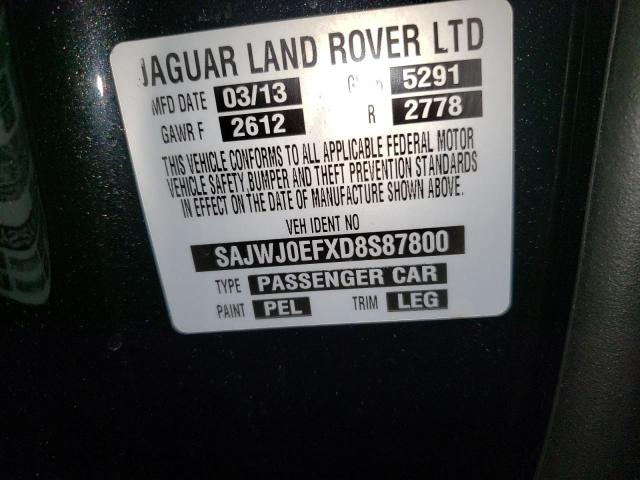 JAGUAR LAND ROVER LTD
MFD DATE 03/13 5291
GAWR F 2612 R 2778
THIS VEHICLE CONFORMS TO ALL APPLICABLE FEDERAL MOTOR
VEHICLE SAFETY, BUMPER AND THEFT PREVENTION STANDARDS
IN EFFECT ON THE DATE OF MANUFACTURE SHOWN ABOVE.
VEH IDENT NO
SAJWJ0EFXD8S87800
TYPE PASSENGER CAR
PAINT PEL TRIM LEG